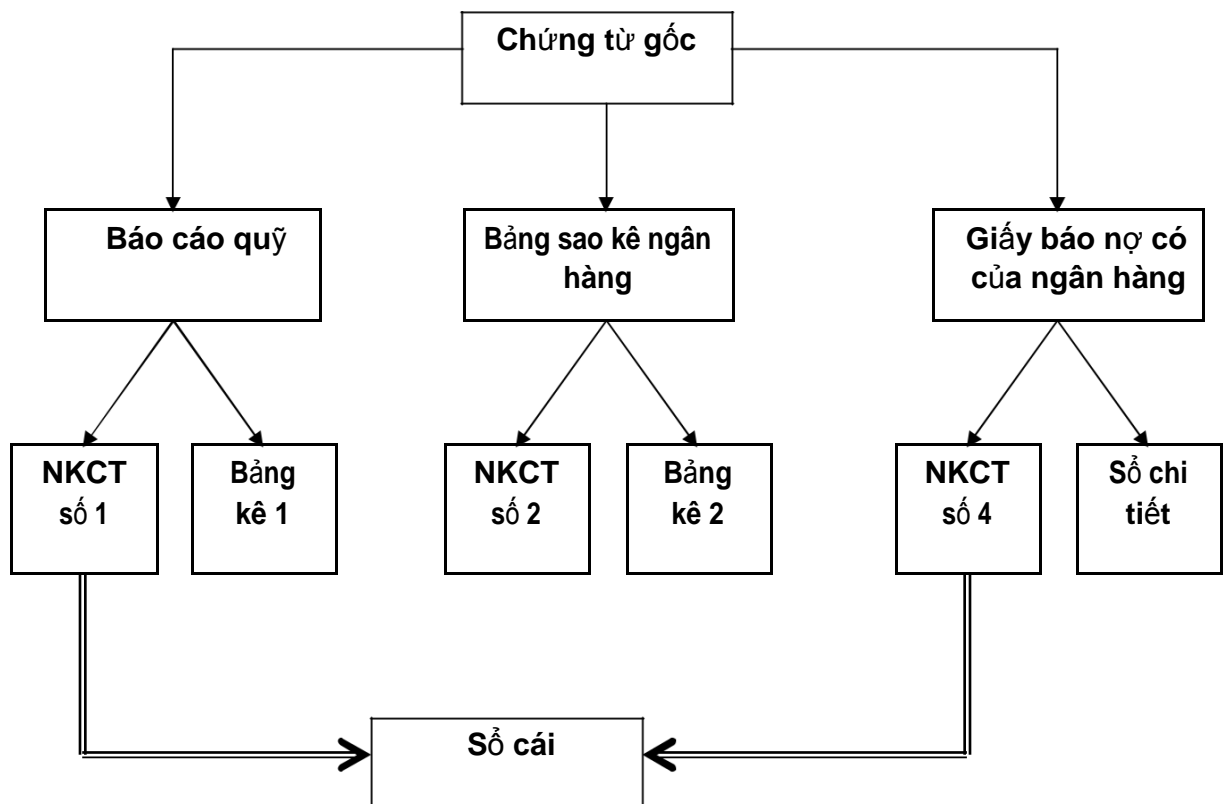 Chứng từ gốc
Báo cáo quỹ
Bảng sao kê ngân
hàng
Giấy báo nợ có
của ngân hàng
NKCT
số 1
Bảng
kê 1
NKCT
số 2
Bảng
kê 2
NKCT
số 4
Sổ chi
tiết
Sổ cái